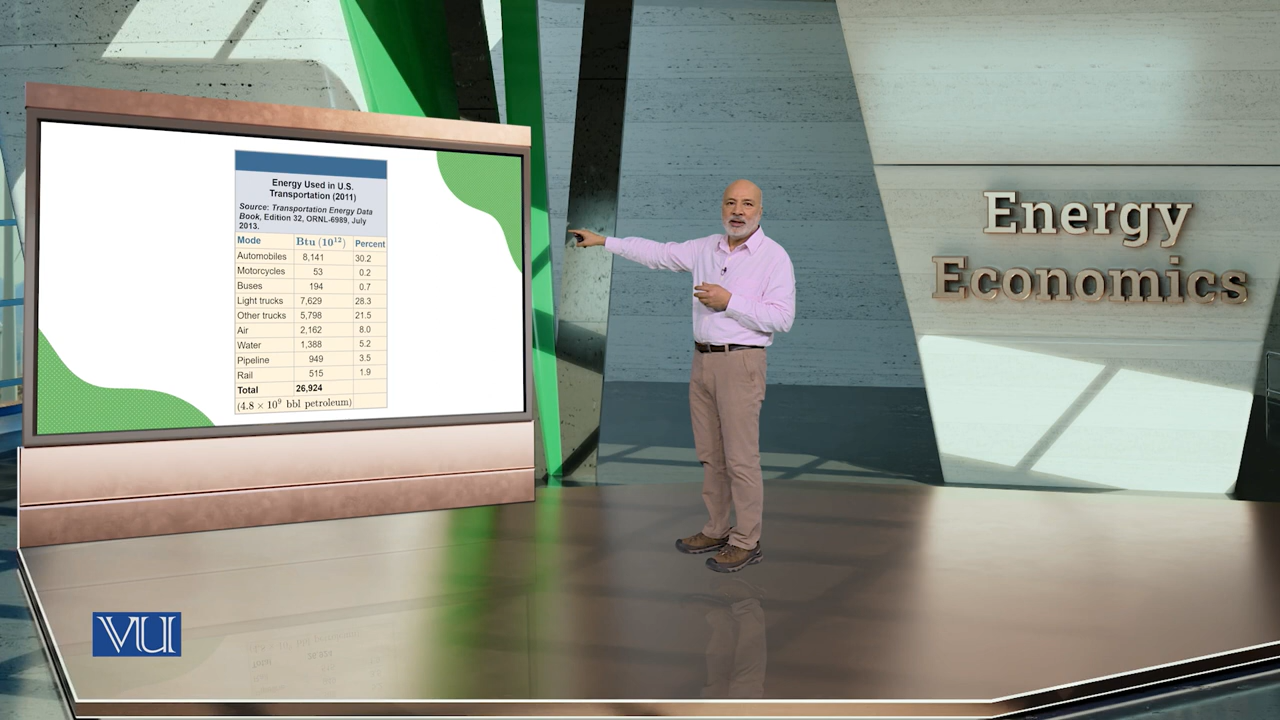 Energy Used in U.S.
Transportation (2011)
Source: Transportation Energy Data
Book, Edition 32, ORNL-6989, July
2013.
Mode Btu (10¹²) Percent
Automobiles 8,141 30.2
Motorcycles 53 0.2
Buses 194 0.7
Light trucks 7,629 28.3
Other trucks 5,798 21.5
Air 2,162 8.0
Water 1,388 5.2
Pipeline 949 3.5
Rail 515 1.9
Total 26,924
(4.8 × 10⁹ bbl petroleum)
Energy
Economics
VU